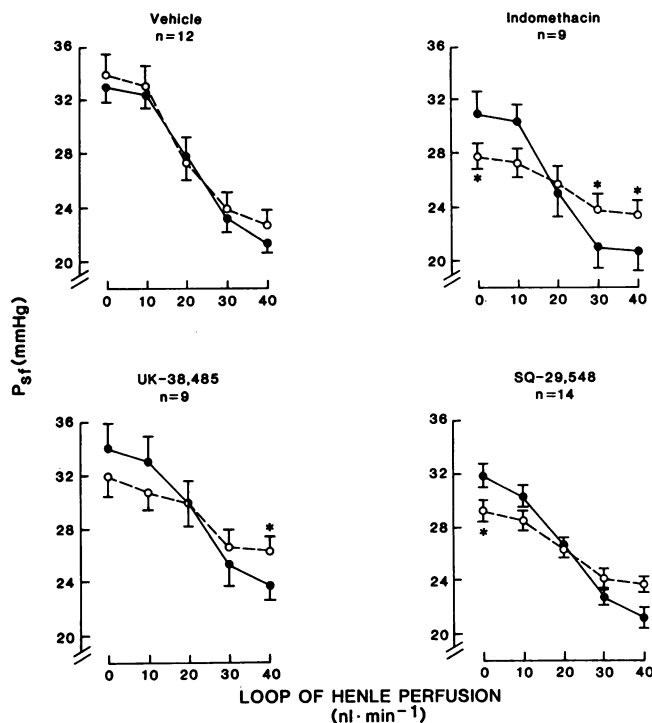 Vehicle
n=12
Indomethacin
n=9
36
32
28
24
20
0 10 20 30 40
36
32
28
24
20
*
*
*
0 10 20 30 40
Psf (mmHg)
UK-38,485
n=9
SQ-29,548
n=14
36
32
28
24
20
*
0 10 20 30 40
36
32
28
24
20
*
0 10 20 30 40
LOOP OF HENLE PERFUSION
(nl·min⁻¹)